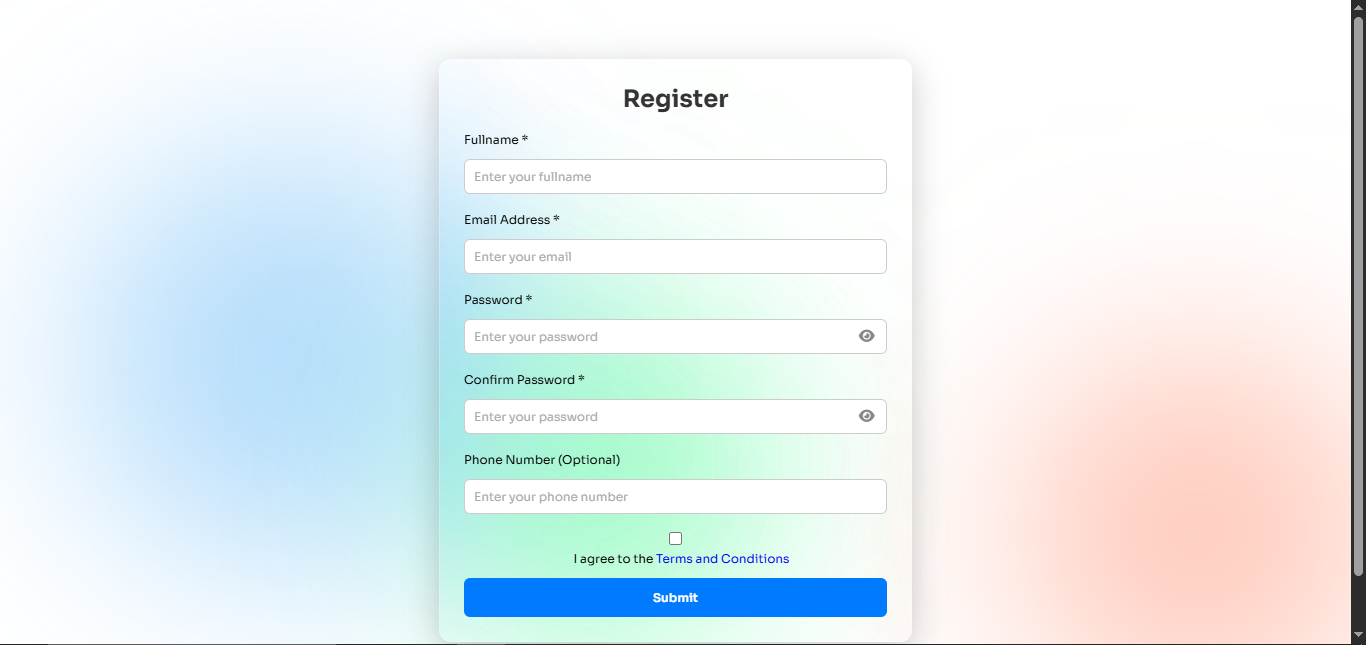 Register
Fullname *
Enter your fullname
Email Address *
Enter your email
Password *
Enter your password
Confirm Password *
Enter your password
Phone Number (Optional)
Enter your phone number
I agree to the Terms and Conditions
Submit